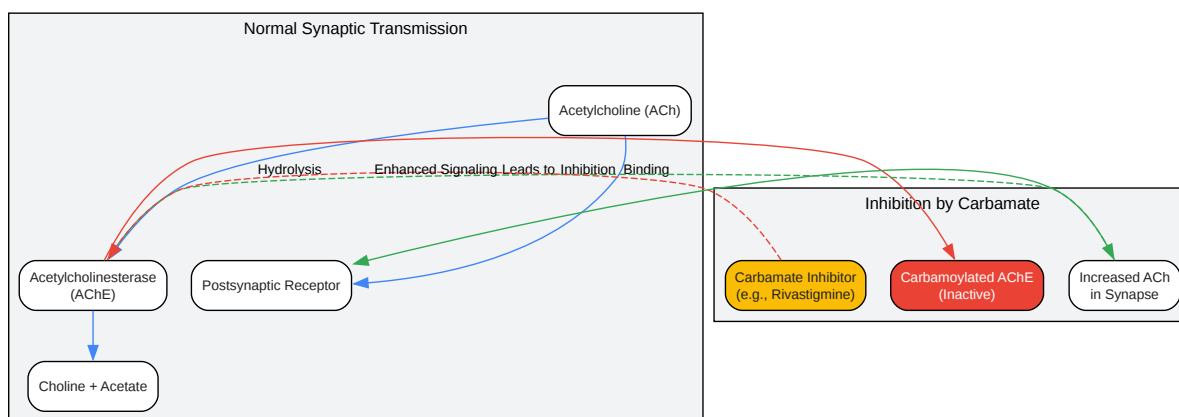 Normal Synaptic Transmission
Acetylcholine (ACh)
Hydrolysis
Enhanced Signaling
Leads to
Inhibition
Binding
Inhibition by Carbamate
Acetylcholinesterase
(AChE)
Postsynaptic Receptor
Carbamate Inhibitor
(e.g., Rivastigmine)
Carbamoylated AChE
(Inactive)
Increased ACh
in Synapse
Choline + Acetate